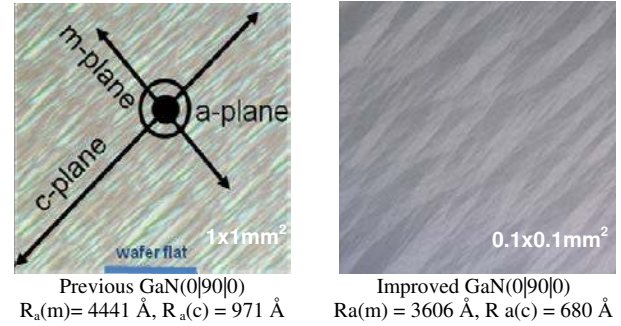 m-plane
a-plane
c-plane
1x1mm²
wafer flat
0.1x0.1mm²
Previous GaN(0|90|0)
Rₐ(m)= 4441 Å, R ₐ(c) = 971 Å
Improved GaN(0|90|0)
Ra(m) = 3606 Å, R a(c) = 680 Å